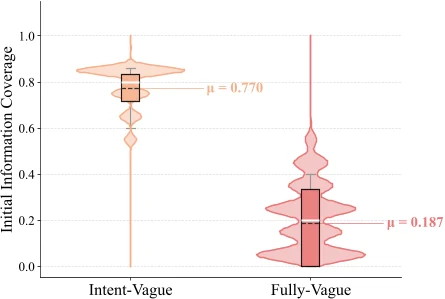 Initial Information Coverage
1.0
0.8
0.6
0.4
0.2
0.0
μ = 0.770
μ = 0.187
Intent-Vague
Fully-Vague